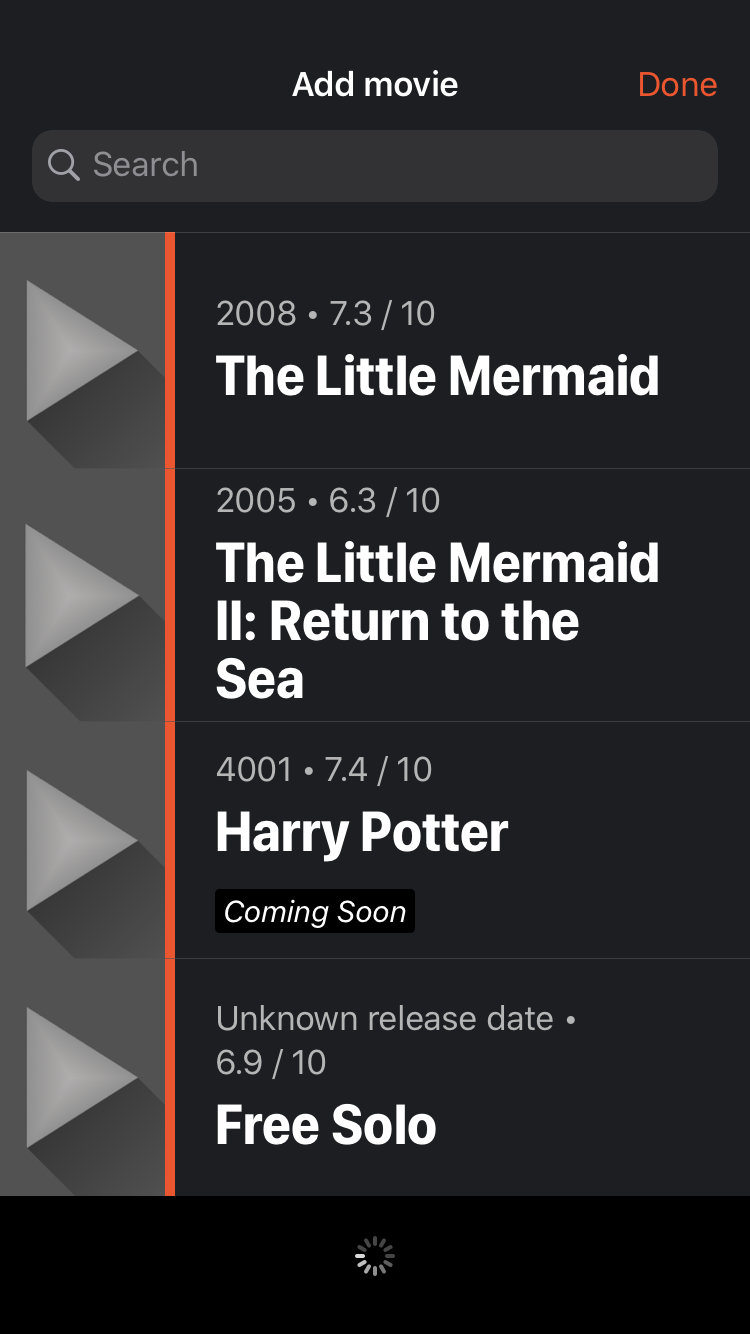 Add movie
Done
Search
2008 • 7.3 / 10
The Little Mermaid
2005 • 6.3 / 10
The Little Mermaid
II: Return to the
Sea
4001 • 7.4 / 10
Harry Potter
Coming Soon
Unknown release date •
6.9 / 10
Free Solo